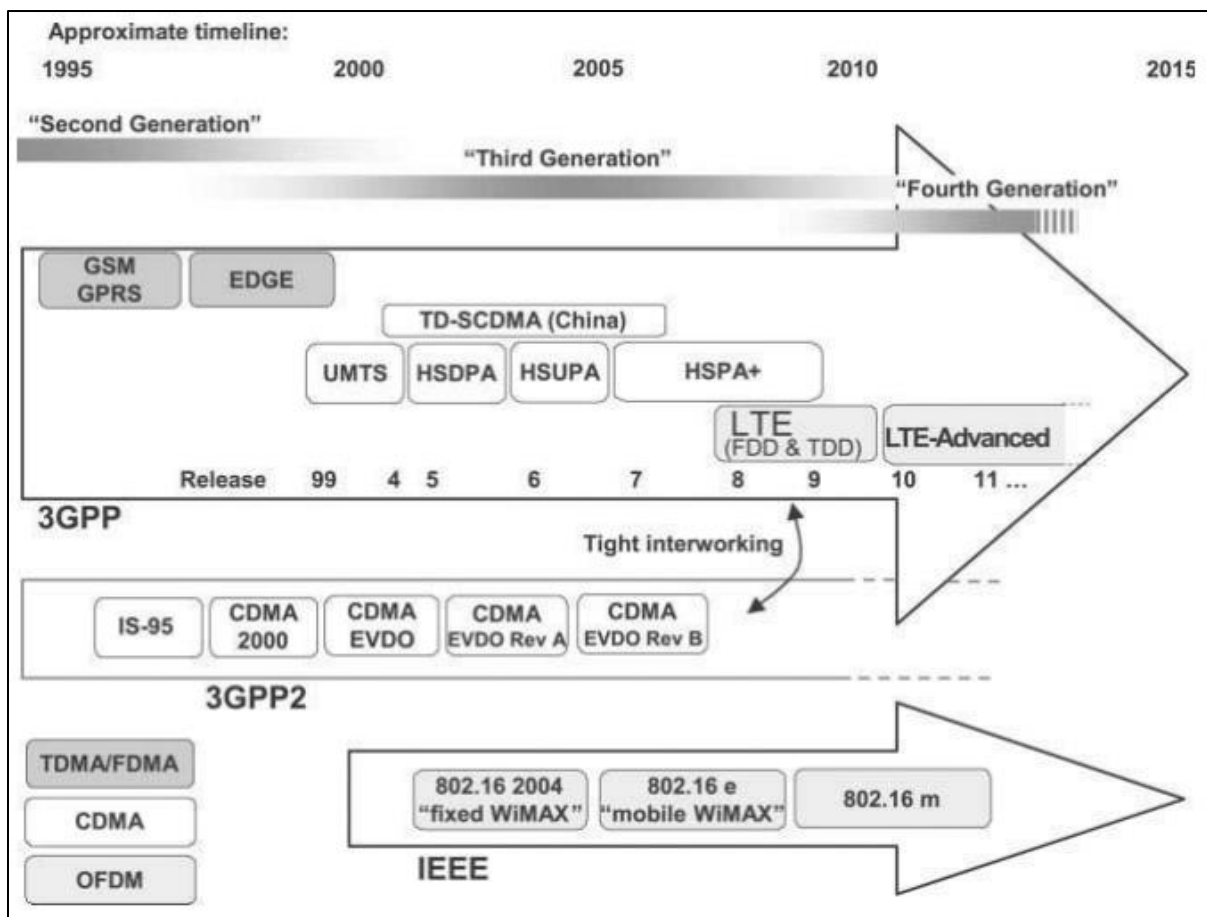 Approximate timeline:
1995 2000 2005 2010 2015
“Second Generation”
“Third Generation”
“Fourth Generation”
GSM
GPRS
EDGE
TD-SCDMA (China)
UMTS HSDPA HSUPA HSPA+
LTE
(FDD & TDD)
LTE-Advanced
Release 99 4 5 6 7 8 9 10 11 ...
3GPP
Tight interworking
IS-95
CDMA
2000
CDMA
EVDO
CDMA
EVDO Rev A
CDMA
EVDO Rev B
3GPP2
TDMA/FDMA
CDMA
OFDM
802.16 2004
“fixed WiMAX”
802.16 e
“mobile WiMAX”
802.16 m
IEEE